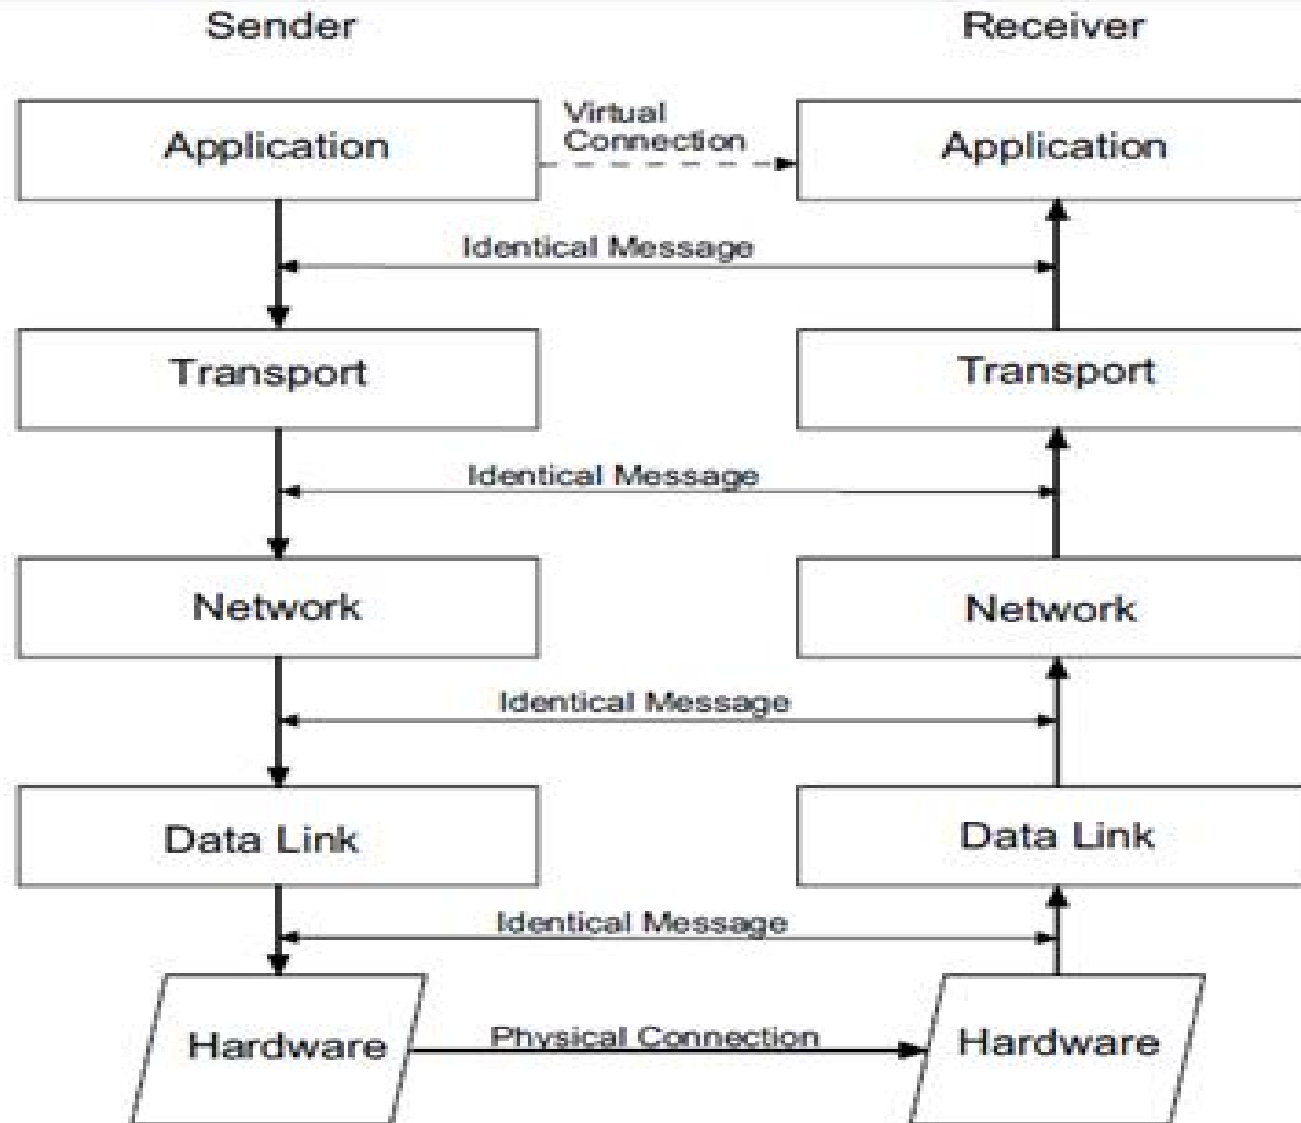 Sender
Receiver
Application
Virtual
Connection
Application
Identical Message
Transport
Transport
Identical Message
Network
Network
Identical Message
Data Link
Data Link
Identical Message
Hardware
Physical Connection
Hardware